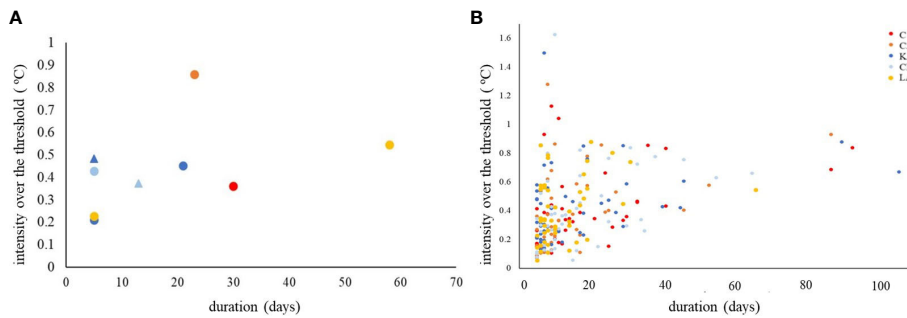 A
intensity over the threshold (°C)
1
0.9
0.8
0.7
0.6
0.5
0.4
0.3
0.2
0.1
0
0 10 20 30 40 50 60 70
duration (days)
B
intensity over the threshold (°C)
1.6
1.4
1.2
1
0.8
0.6
0.4
0.2
0
0 20 40 60 80 100
duration (days)
C
C
K
C
L